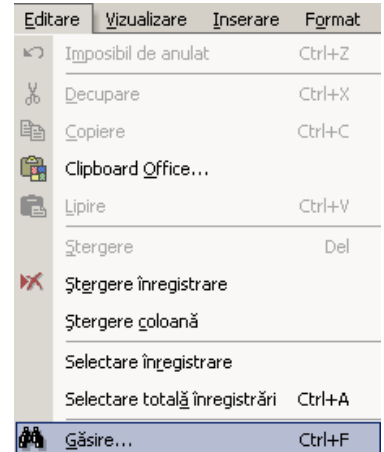 Editare Vizualizare Inserare Format
Imposibil de anulat Ctrl+Z
Decupare Ctrl+X
Copiere Ctrl+C
Clipboard Office...
Lipire Ctrl+V
Ştergere Del
Ştergere înregistrare
Ştergere coloană
Selectare înregistrare
Selectare totală înregistrări Ctrl+A
Găsire... Ctrl+F